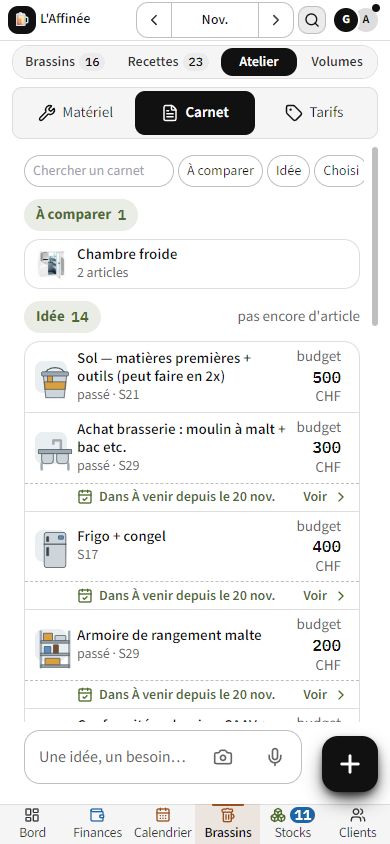 L'Affinée
Nov.
G
A
Brassins 16
Recettes 23
Atelier
Volumes
Matériel
Carnet
Tarifs
Chercher un carnet
À comparer
Idée
Choisi
À comparer 1
Chambre froide
2 articles
Idée 14
pas encore d'article
Sol — matières premières +
outils (peut faire en 2x)
passé · S21
budget
500
CHF
Achat brasserie : moulin à malt +
bac etc.
passé · S29
budget
300
CHF
Dans À venir depuis le 20 nov.
Voir
Frigo + congel
S17
budget
400
CHF
Dans À venir depuis le 20 nov.
Voir
Armoire de rangement malte
passé · S29
budget
200
CHF
Dans À venir depuis le 20 nov.
Voir
Une idée, un besoin…
Bord
Finances
Calendrier
Brassins
11
Stocks
Clients